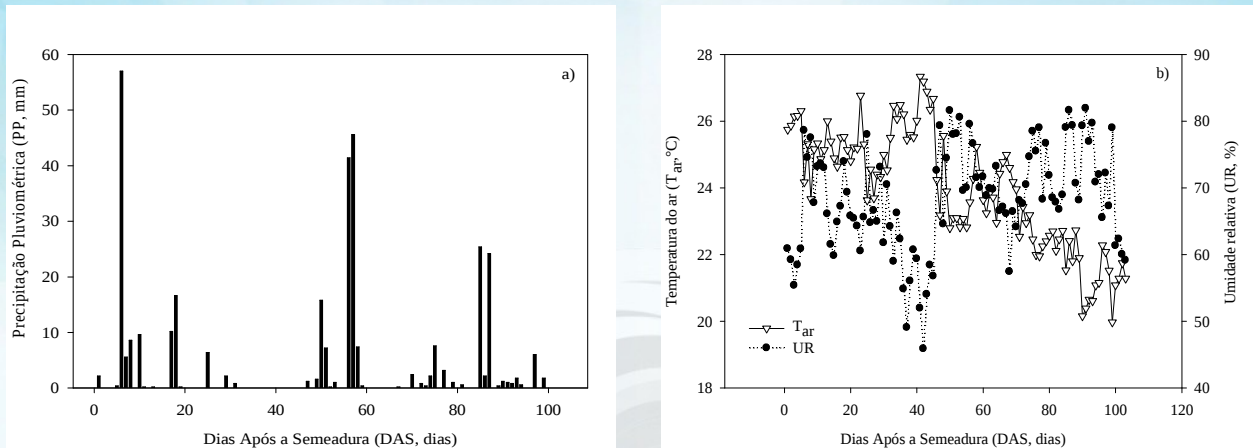 a)
Precipitação Pluviométrica (PP, mm)
60
50
40
30
20
10
0
0 20 40 60 80 100
Dias Após a Semeadura (DAS, dias)
b)
Temperatura do ar (Tar, °C)
28
26
24
22
20
18
Tar
UR
90
80
70
60
50
40
Umidade relativa (UR, %)
0 20 40 60 80 100 120
Dias Após a Semeadura (DAS, dias)